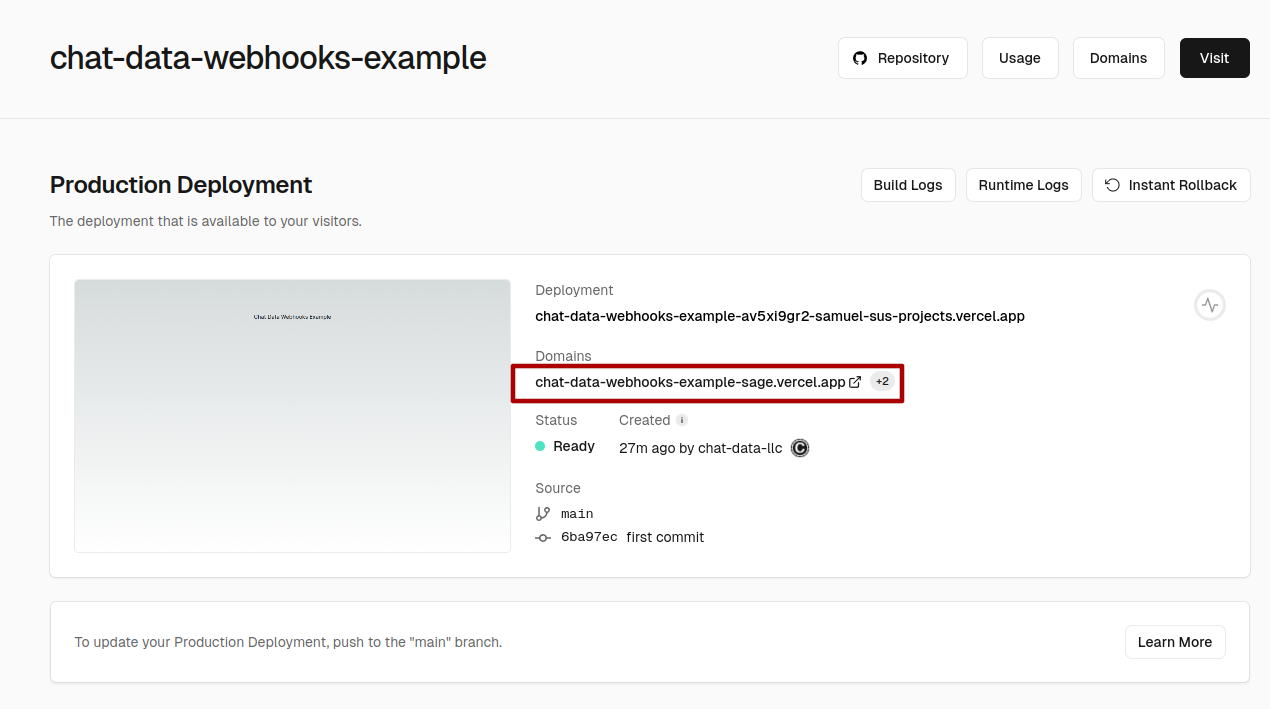 chat-data-webhooks-example
Repository
Usage
Domains
Visit
Production Deployment
Build Logs
Runtime Logs
Instant Rollback
The deployment that is available to your visitors.
Chat Data Webhooks Example
Deployment
chat-data-webhooks-example-av5xi9gr2-samuel-sus-projects.vercel.app
Domains
chat-data-webhooks-example-sage.vercel.app +2
Status
Created i
Ready
27m ago by chat-data-llc C
Source
main
6ba97ec first commit
To update your Production Deployment, push to the "main" branch.
Learn More